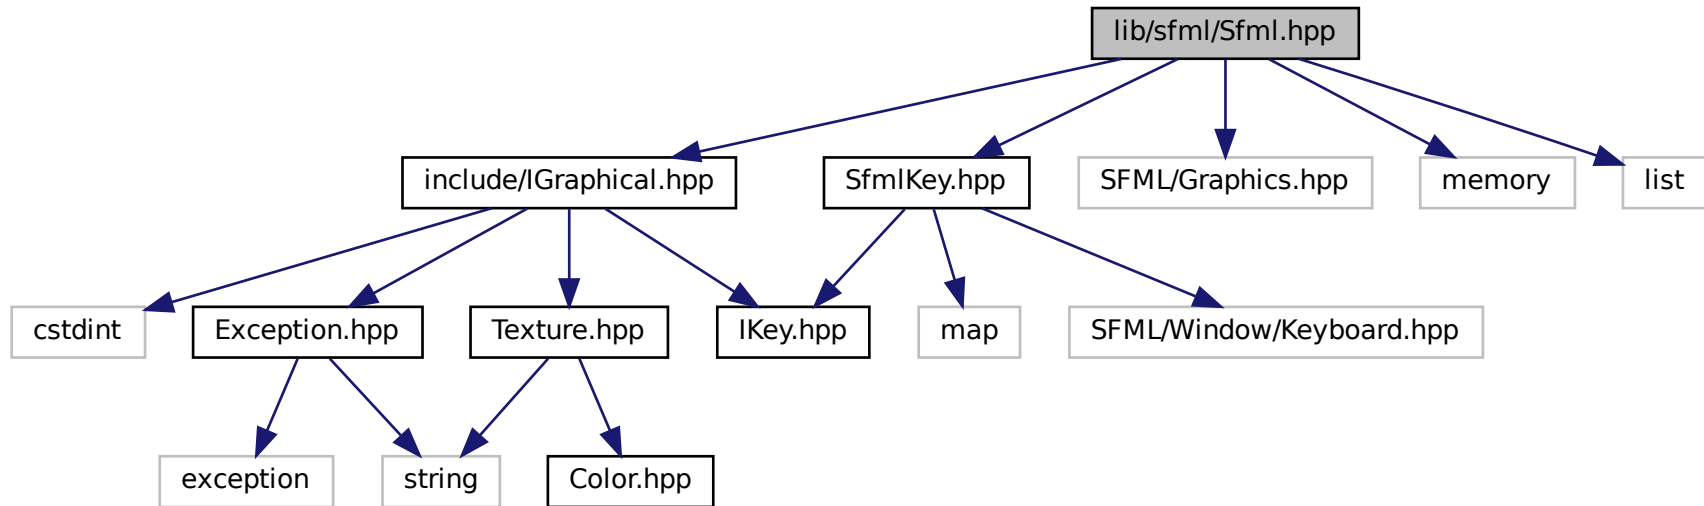 lib/sfml/Sfml.hpp
include/IGraphical.hpp
SfmlKey.hpp
SFML/Graphics.hpp
memory
list
cstdint
Exception.hpp
Texture.hpp
IKey.hpp
map
SFML/Window/Keyboard.hpp
exception
string
Color.hpp